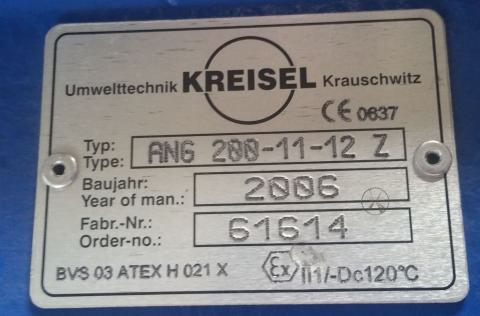 Umwelttechnik KREISEL Krauschwitz
CE 0637
Typ: ANG 200-11-12 Z
Type:
Baujahr: 2006
Year of man.:
Fabr.-Nr.: 61614
Order-no.:
BVS 03 ATEX H 021 X Ex II1/-Dc120°C